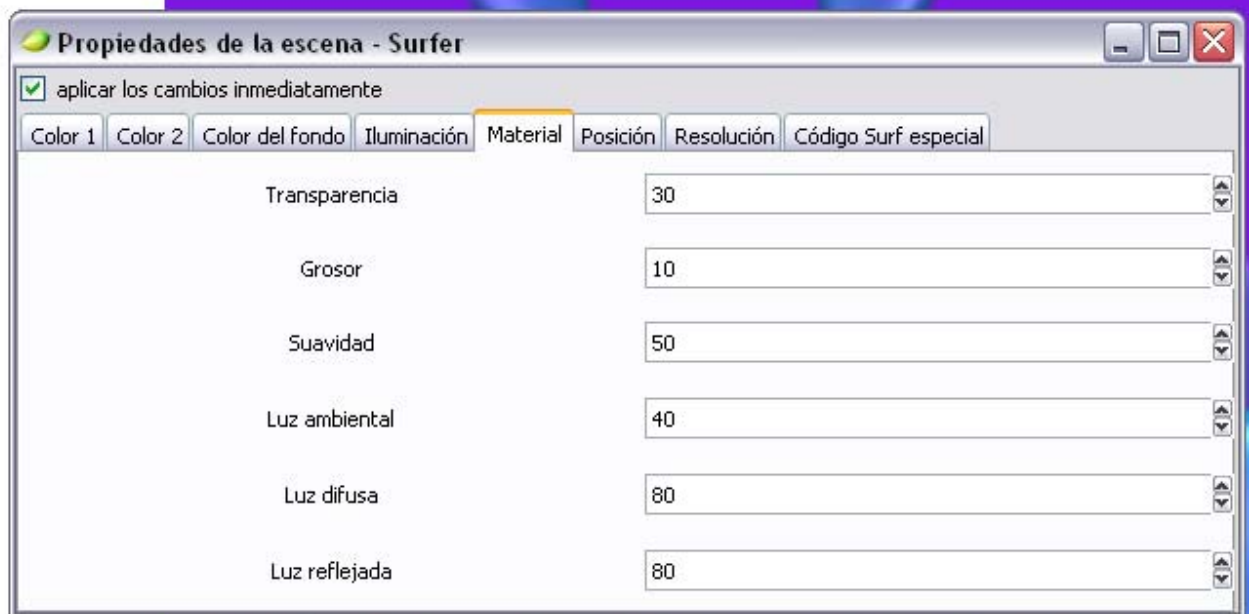 Propiedades de la escena - Surfer
aplicar los cambios inmediatamente
Color 1 Color 2 Color del fondo Iluminación Material Posición Resolución Código Surf especial
Transparencia 30
Grosor 10
Suavidad 50
Luz ambiental 40
Luz difusa 80
Luz reflejada 80